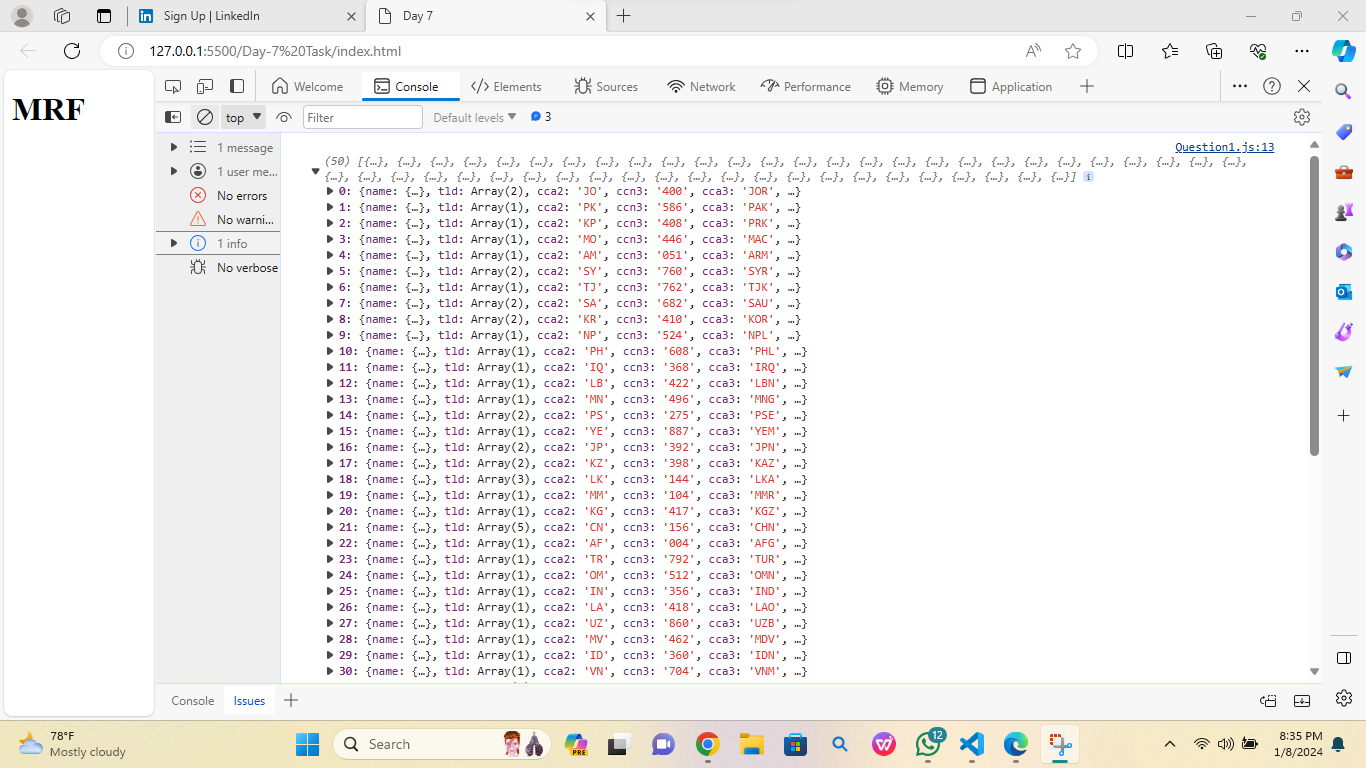 Sign Up | LinkedIn
Day 7
127.0.0.1:5500/Day-7%20Task/index.html
MRF
Welcome
Console
Elements
Sources
Network
Performance
Memory
Application
top
Filter
Default levels
3
1 message
1 user me...
No errors
No warni...
1 info
No verbose
Question1.js:13
(50) [{…}, {…}, {…}, {…}, {…}, {…}, {…}, {…}, {…}, {…}, {…}, {…}, {…}, {…}, {…}, {…}, {…}, {…}, {…}, {…}, {…}, {…}, {…}, {…}, {…}, {…}, {…},
{…}, {…}, {…}, {…}, {…}, {…}, {…}, {…}, {…}, {…}, {…}, {…}, {…}, {…}, {…}, {…}, {…}, {…}, {…}, {…}, {…}, {…}, {…}]
0: {name: {…}, tld: Array(2), cca2: 'JO', ccn3: '400', cca3: 'JOR', …}
1: {name: {…}, tld: Array(1), cca2: 'PK', ccn3: '586', cca3: 'PAK', …}
2: {name: {…}, tld: Array(1), cca2: 'KP', ccn3: '408', cca3: 'PRK', …}
3: {name: {…}, tld: Array(1), cca2: 'MO', ccn3: '446', cca3: 'MAC', …}
4: {name: {…}, tld: Array(1), cca2: 'AM', ccn3: '051', cca3: 'ARM', …}
5: {name: {…}, tld: Array(2), cca2: 'SY', ccn3: '760', cca3: 'SYR', …}
6: {name: {…}, tld: Array(1), cca2: 'TJ', ccn3: '762', cca3: 'TJK', …}
7: {name: {…}, tld: Array(2), cca2: 'SA', ccn3: '682', cca3: 'SAU', …}
8: {name: {…}, tld: Array(2), cca2: 'KR', ccn3: '410', cca3: 'KOR', …}
9: {name: {…}, tld: Array(1), cca2: 'NP', ccn3: '524', cca3: 'NPL', …}
10: {name: {…}, tld: Array(1), cca2: 'PH', ccn3: '608', cca3: 'PHL', …}
11: {name: {…}, tld: Array(1), cca2: 'IQ', ccn3: '368', cca3: 'IRQ', …}
12: {name: {…}, tld: Array(1), cca2: 'LB', ccn3: '422', cca3: 'LBN', …}
13: {name: {…}, tld: Array(1), cca2: 'MN', ccn3: '496', cca3: 'MNG', …}
14: {name: {…}, tld: Array(2), cca2: 'PS', ccn3: '275', cca3: 'PSE', …}
15: {name: {…}, tld: Array(1), cca2: 'YE', ccn3: '887', cca3: 'YEM', …}
16: {name: {…}, tld: Array(2), cca2: 'JP', ccn3: '392', cca3: 'JPN', …}
17: {name: {…}, tld: Array(2), cca2: 'KZ', ccn3: '398', cca3: 'KAZ', …}
18: {name: {…}, tld: Array(3), cca2: 'LK', ccn3: '144', cca3: 'LKA', …}
19: {name: {…}, tld: Array(1), cca2: 'MM', ccn3: '104', cca3: 'MMR', …}
20: {name: {…}, tld: Array(1), cca2: 'KG', ccn3: '417', cca3: 'KGZ', …}
21: {name: {…}, tld: Array(5), cca2: 'CN', ccn3: '156', cca3: 'CHN', …}
22: {name: {…}, tld: Array(1), cca2: 'AF', ccn3: '004', cca3: 'AFG', …}
23: {name: {…}, tld: Array(1), cca2: 'TR', ccn3: '792', cca3: 'TUR', …}
24: {name: {…}, tld: Array(1), cca2: 'OM', ccn3: '512', cca3: 'OMN', …}
25: {name: {…}, tld: Array(1), cca2: 'IN', ccn3: '356', cca3: 'IND', …}
26: {name: {…}, tld: Array(1), cca2: 'LA', ccn3: '418', cca3: 'LAO', …}
27: {name: {…}, tld: Array(1), cca2: 'UZ', ccn3: '860', cca3: 'UZB', …}
28: {name: {…}, tld: Array(1), cca2: 'MV', ccn3: '462', cca3: 'MDV', …}
29: {name: {…}, tld: Array(1), cca2: 'ID', ccn3: '360', cca3: 'IDN', …}
30: {name: {…}, tld: Array(1), cca2: 'VN', ccn3: '704', cca3: 'VNM', …}
Console
Issues
78°F
Mostly cloudy
Search
PRE
12
8:35 PM
1/8/2024